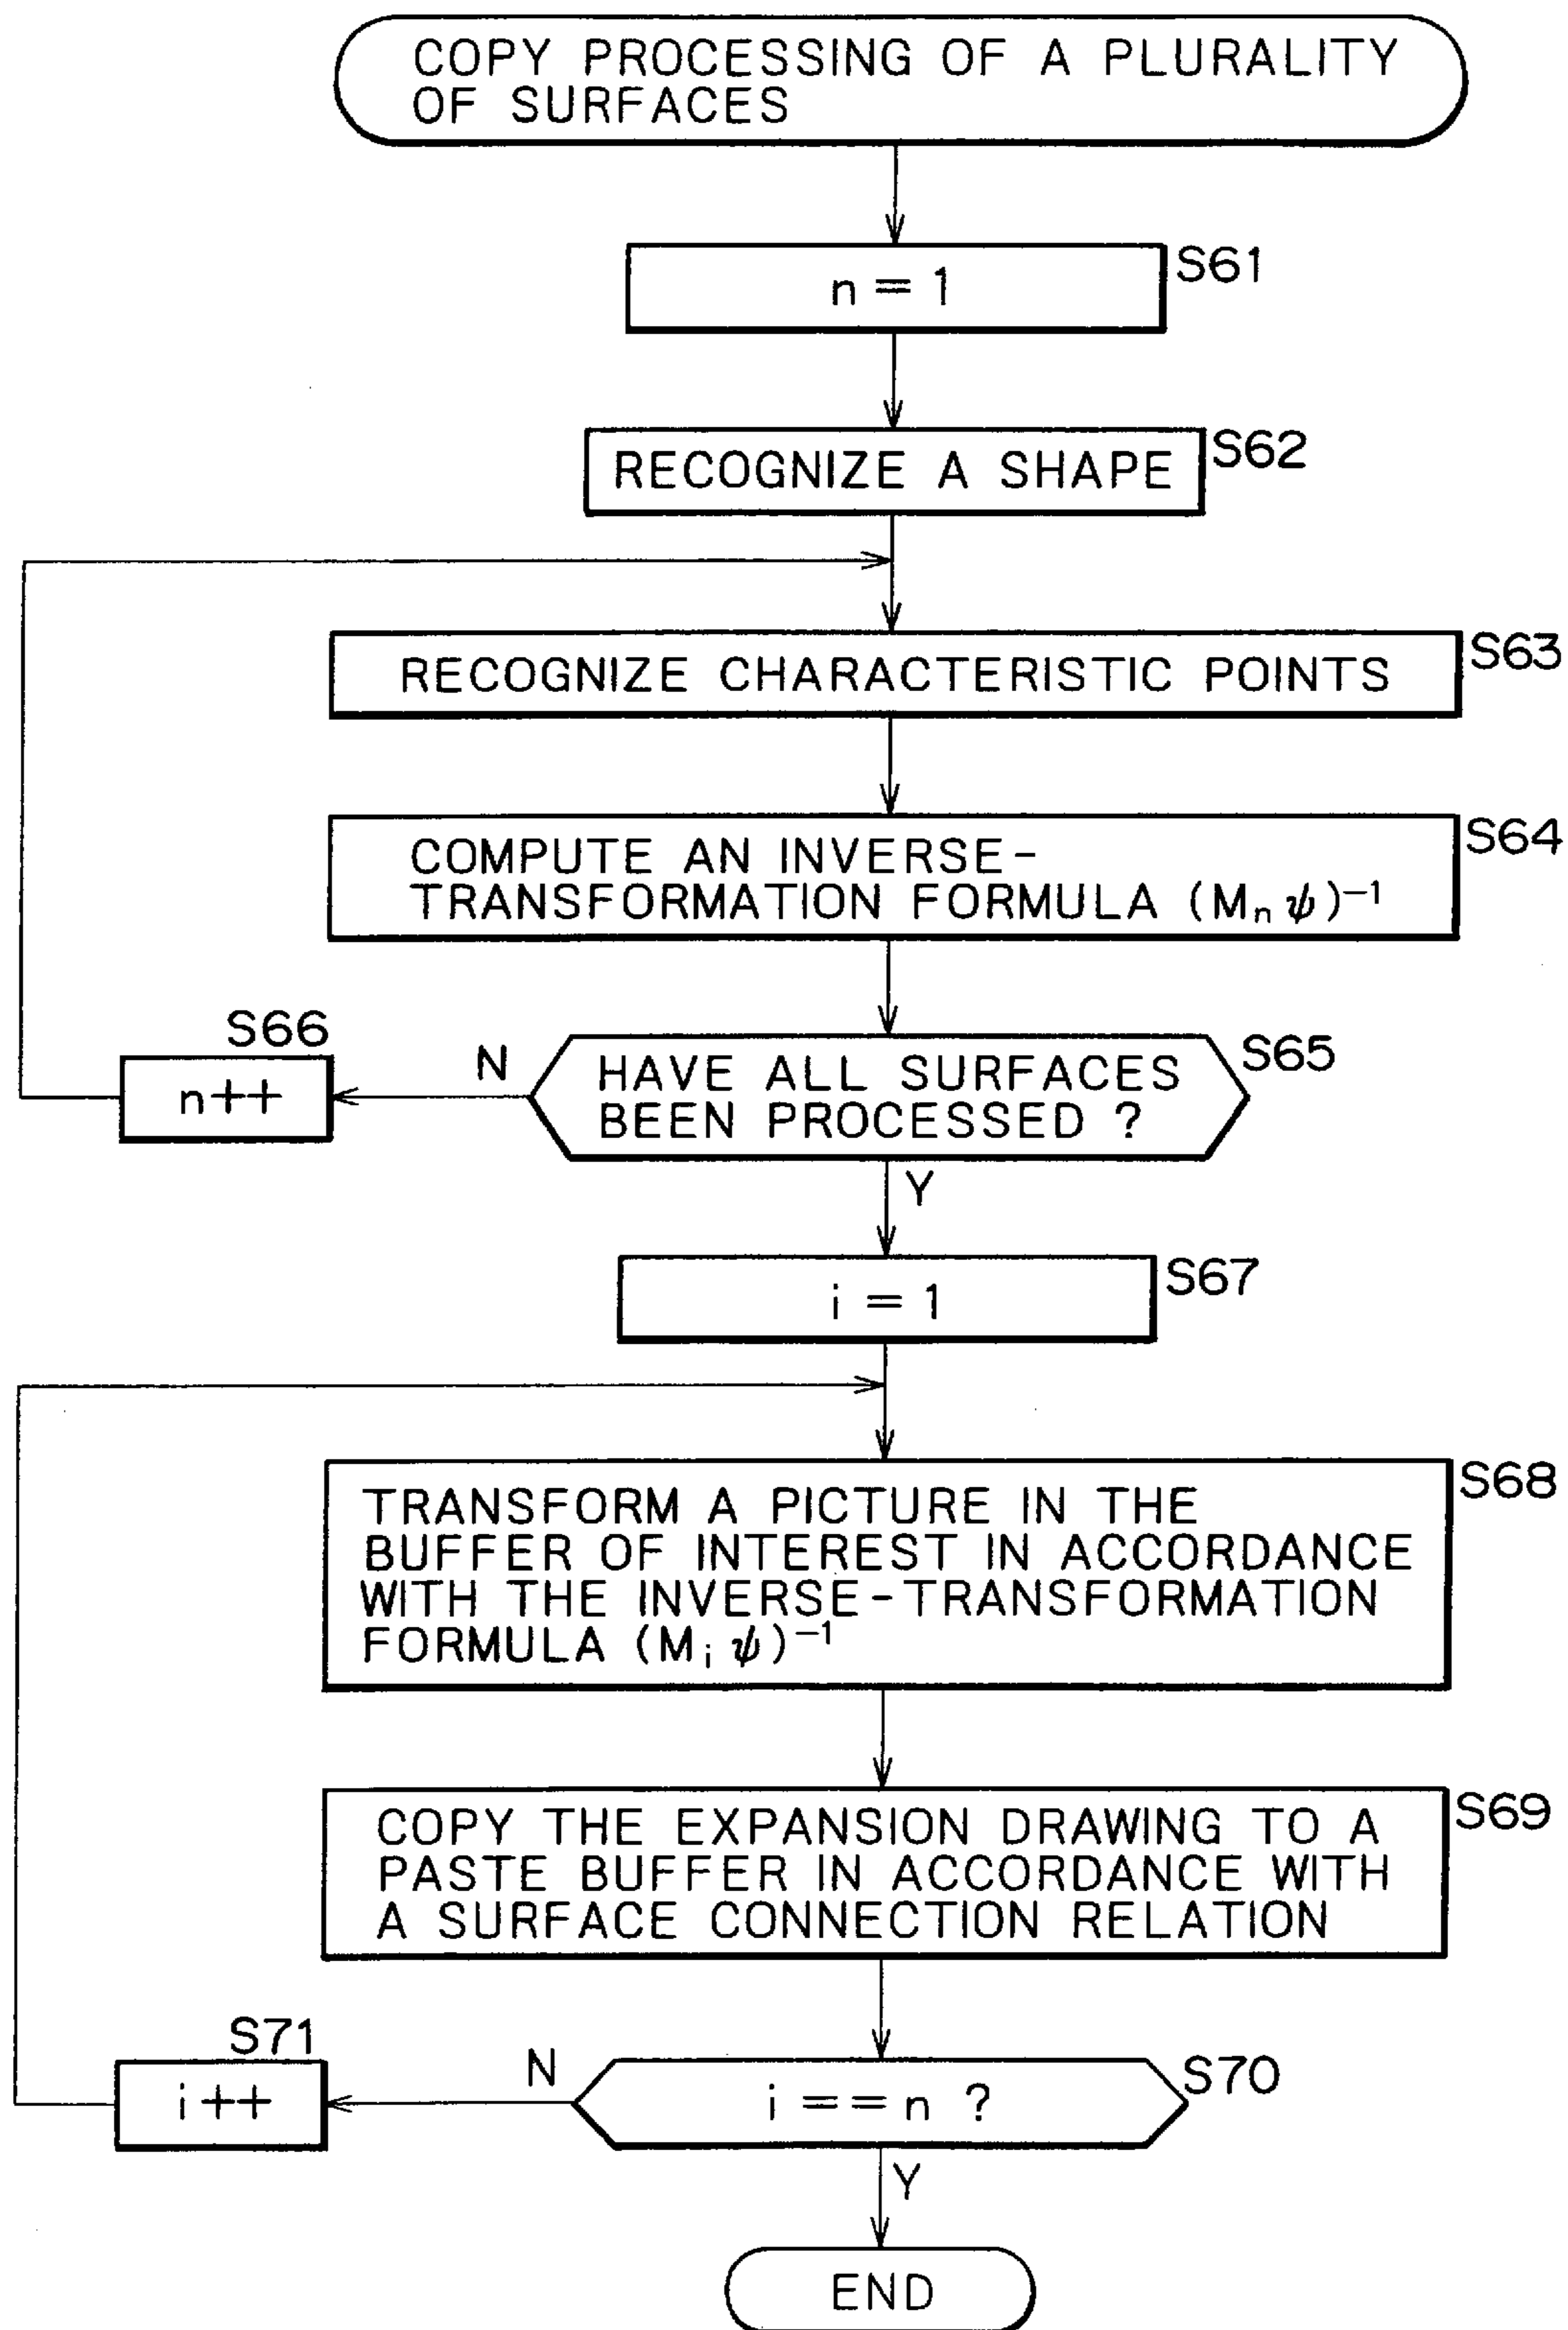 COPY PROCESSING OF A PLURALITY
OF SURFACES
S61
n = 1
S62
RECOGNIZE A SHAPE
S63
RECOGNIZE CHARACTERISTIC POINTS
S64
COMPUTE AN INVERSE-
TRANSFORMATION FORMULA (Mₙ ψ)⁻¹
S66
n++
N
S65
HAVE ALL SURFACES
BEEN PROCESSED ?
Y
S67
i = 1
S68
TRANSFORM A PICTURE IN THE
BUFFER OF INTEREST IN ACCORDANCE
WITH THE INVERSE-TRANSFORMATION
FORMULA (Mᵢ ψ)⁻¹
S69
COPY THE EXPANSION DRAWING TO A
PASTE BUFFER IN ACCORDANCE WITH
A SURFACE CONNECTION RELATION
S71
i++
N
S70
i == n ?
Y
END